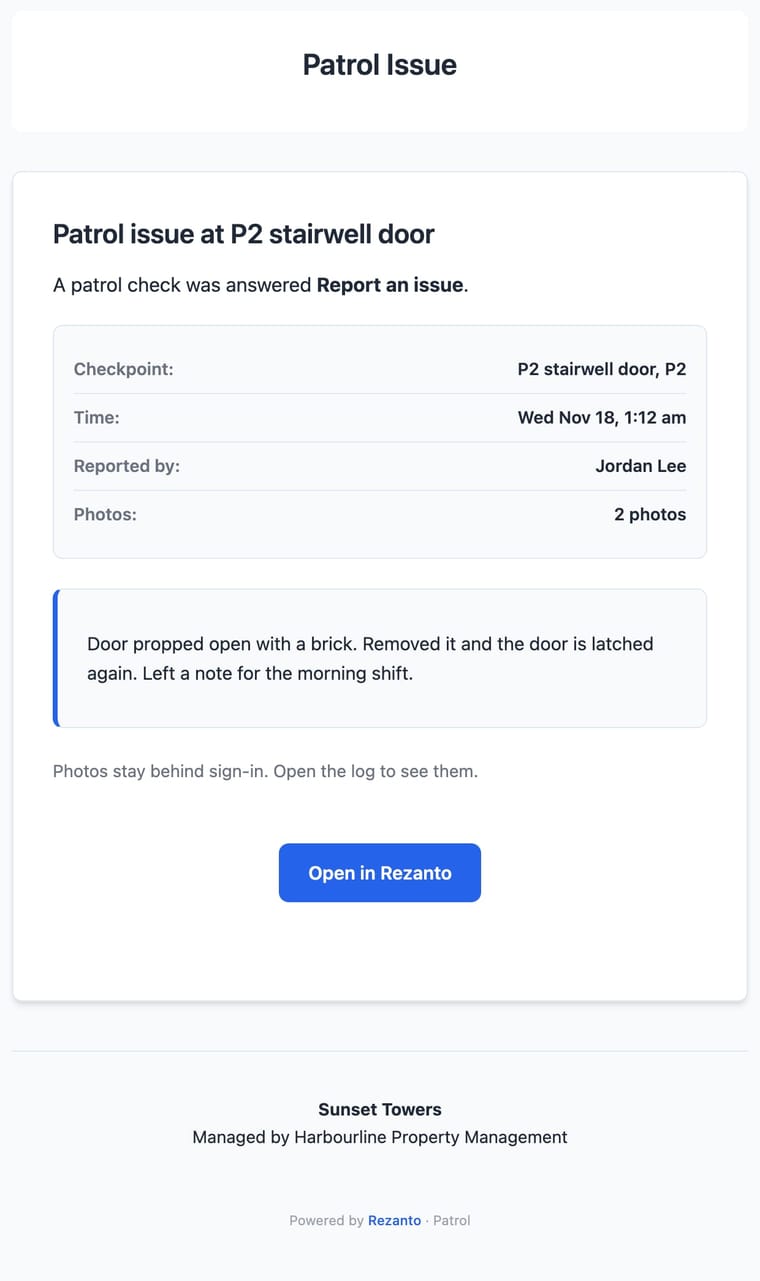 Patrol Issue
Patrol issue at P2 stairwell door
A patrol check was answered Report an issue.
Checkpoint: P2 stairwell door, P2
Time: Wed Nov 18, 1:12 am
Reported by: Jordan Lee
Photos: 2 photos
Door propped open with a brick. Removed it and the door is latched
again. Left a note for the morning shift.
Photos stay behind sign-in. Open the log to see them.
Open in Rezanto
Sunset Towers
Managed by Harbourline Property Management
Powered by Rezanto · Patrol